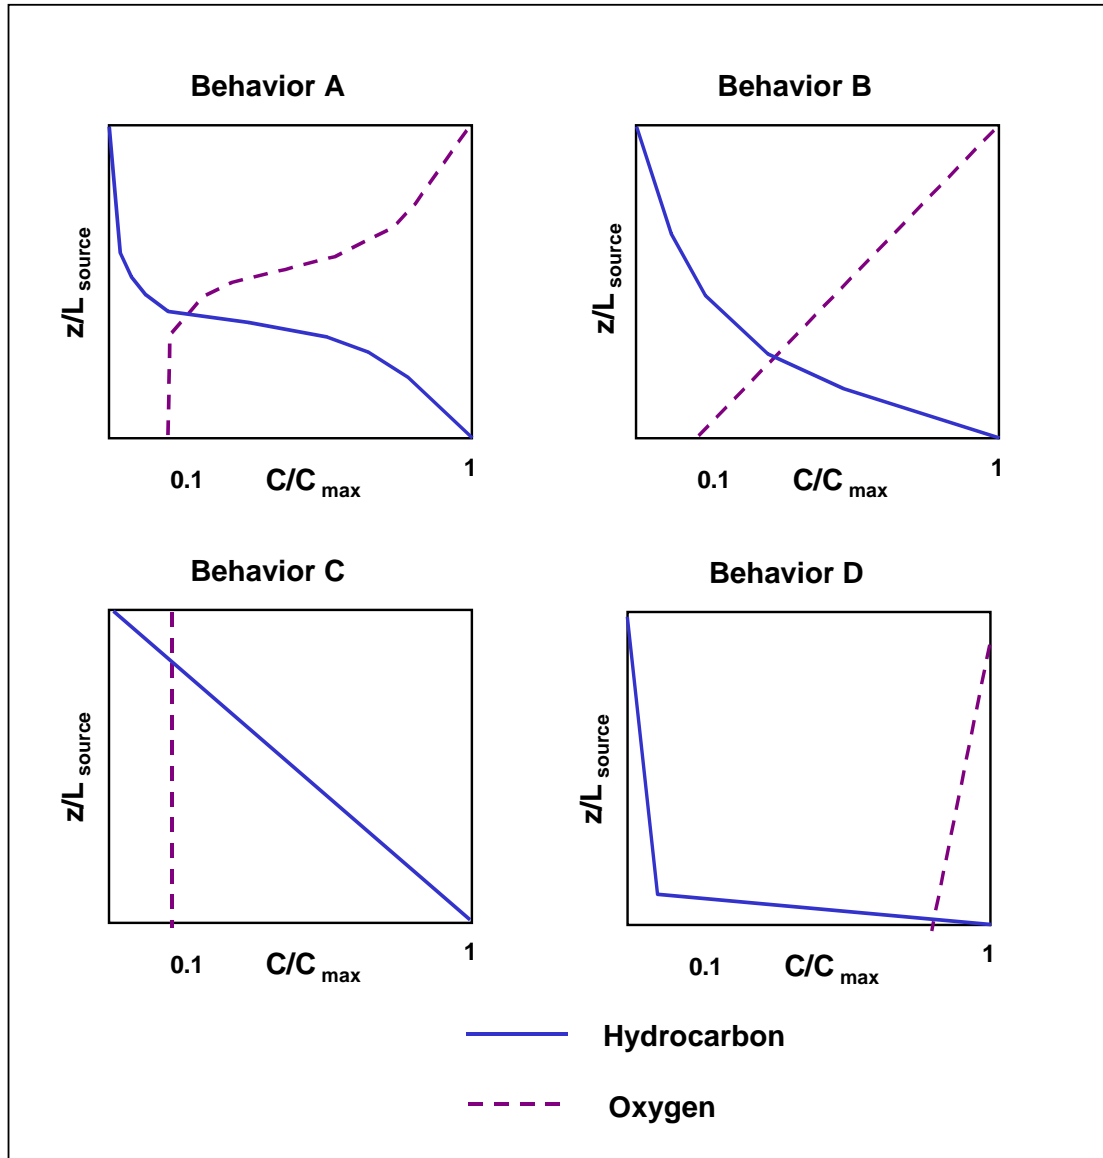 Behavior A
Behavior B
z/L source
z/L source
0.1
C/C max
1
0.1
C/C max
1
Behavior C
Behavior D
z/L source
z/L source
0.1
C/C max
1
0.1
C/C max
1
Hydrocarbon
Oxygen